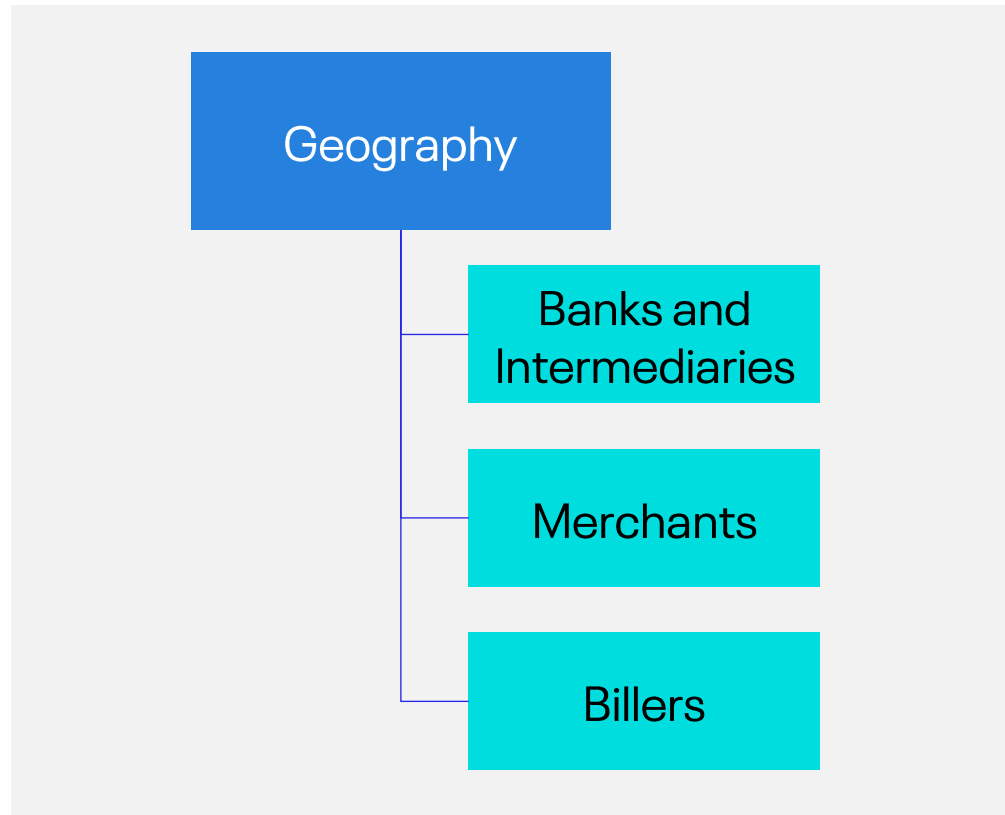 Geography
Banks and
Intermediaries
Merchants
Billers